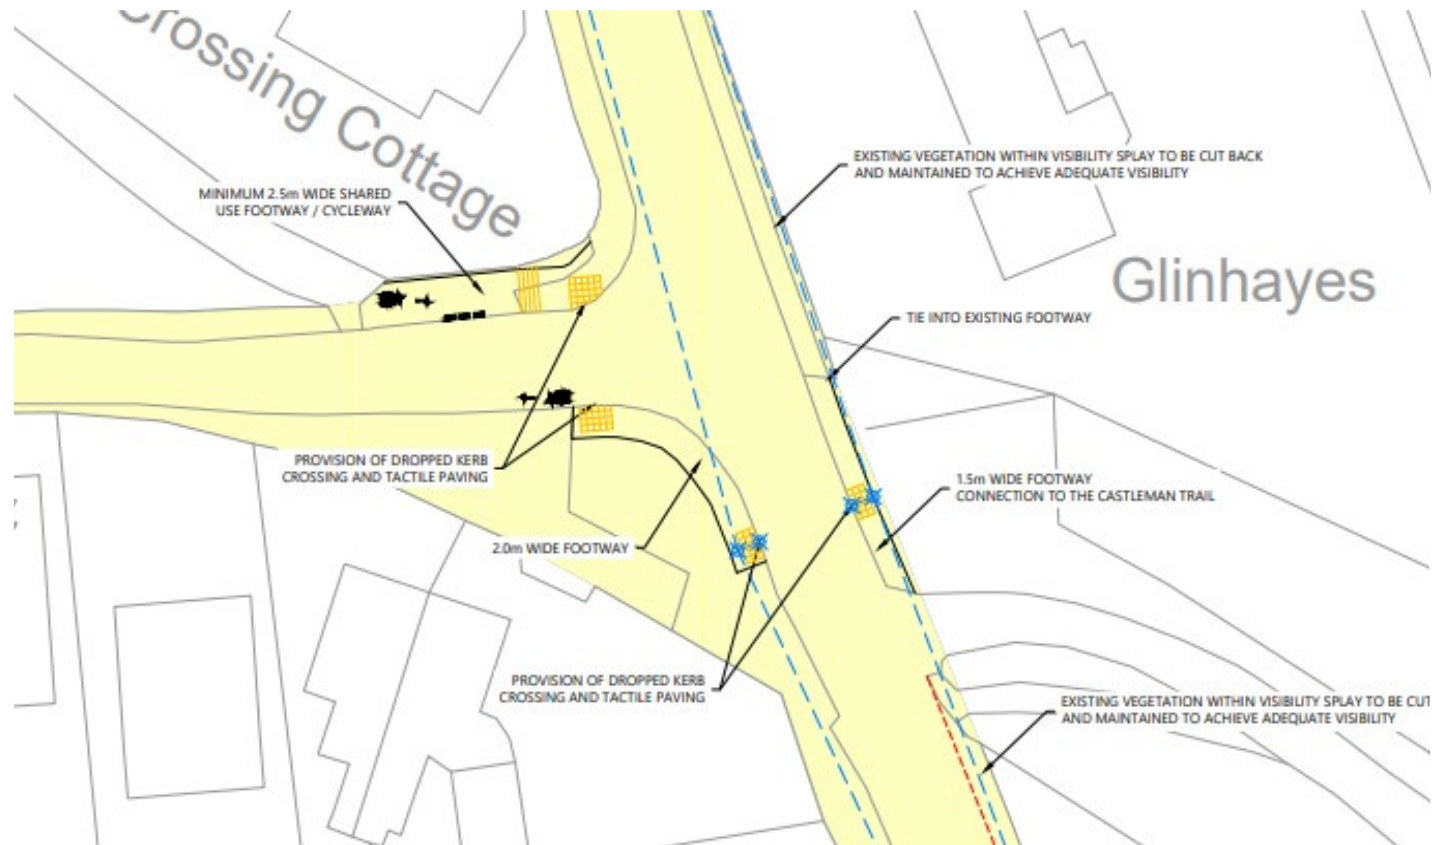 Crossing Cottage
EXISTING VEGETATION WITHIN VISIBILITY SPLAY TO BE CUT BACK
AND MAINTAINED TO ACHIEVE ADEQUATE VISIBILITY
MINIMUM 2.5m WIDE SHARED
USE FOOTWAY / CYCLEWAY
Glinhayes
TIE INTO EXISTING FOOTWAY
PROVISION OF DROPPED KERB
CROSSING AND TACTILE PAVING
1.5m WIDE FOOTWAY
CONNECTION TO THE CASTLEMAN TRAIL
2.0m WIDE FOOTWAY
PROVISION OF DROPPED KERB
CROSSING AND TACTILE PAVING
EXISTING VEGETATION WITHIN VISIBILITY SPLAY TO BE CUT
AND MAINTAINED TO ACHIEVE ADEQUATE VISIBILITY